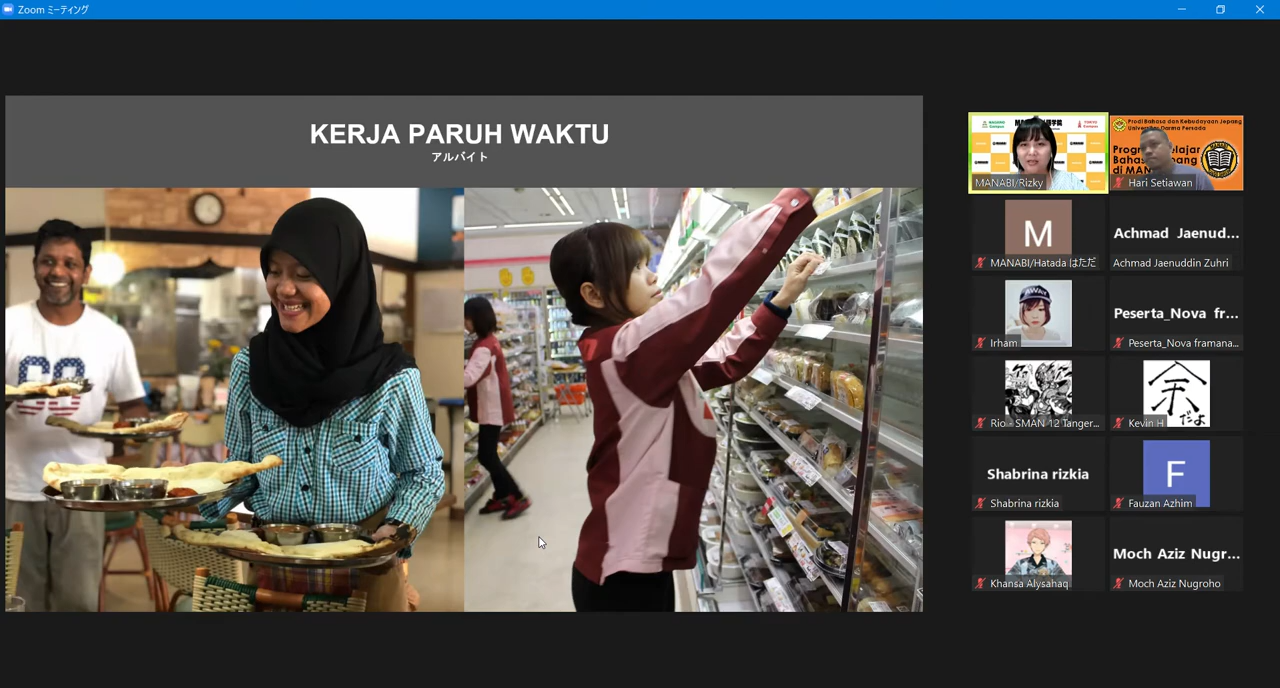 Zoom ミーティング
KERJA PARUH WAKTU
アルバイト
MANABI/Rizky
Prodi Bahasa dan Kebudayaan Jepang
Universitas Darma Persada
Hari Setiawan
M
MANABI/Hatada はただ
Achmad Jaenud...
Achmad Jaenuddin Zuhri
Irham
Peserta_Nova fr...
Peserta_Nova framana...
Rio - SMAN 12 Tanger...
余
だよ
Kevin H
Shabrina rizkia
Shabrina rizkia
F
Fauzan Azhim
Khansa Alysahaq
Moch Aziz Nugr...
Moch Aziz Nugroho